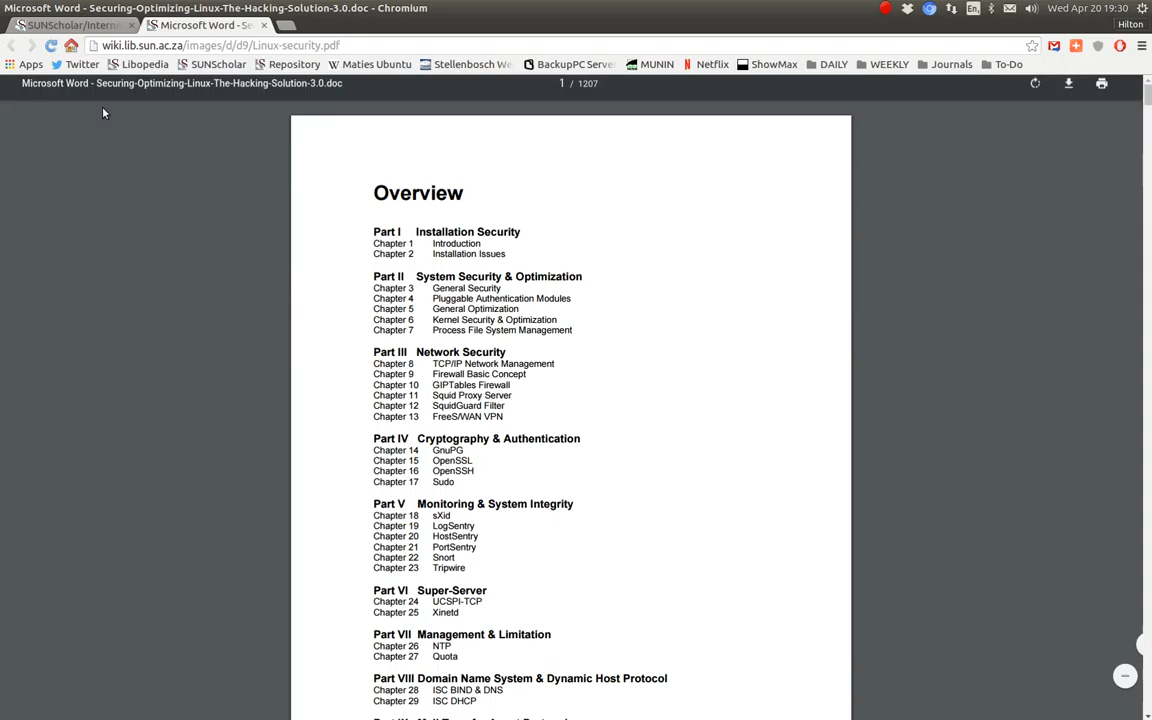 Microsoft Word - Securing-Optimizing-Linux-The-Hacking-Solution-3.0.doc - Chromium
En
Wed Apr 20 19:30
SUNScholar/Intern
Microsoft Word - Se
Hilton
wiki.lib.sun.ac.za/images/d/d9/Linux-security.pdf
Apps Twitter Libopedia SUNScholar Repository Maties Ubuntu Stellenbosch We BackupPC Serve MUNIN Netflix ShowMax DAILY WEEKLY Journals To-Do
Microsoft Word - Securing-Optimizing-Linux-The-Hacking-Solution-3.0.doc
1 / 1207
Overview
Part I Installation Security
Chapter 1 Introduction
Chapter 2 Installation Issues
Part II System Security & Optimization
Chapter 3 General Security
Chapter 4 Pluggable Authentication Modules
Chapter 5 General Optimization
Chapter 6 Kernel Security & Optimization
Chapter 7 Process File System Management
Part III Network Security
Chapter 8 TCP/IP Network Management
Chapter 9 Firewall Basic Concept
Chapter 10 GIPTables Firewall
Chapter 11 Squid Proxy Server
Chapter 12 SquidGuard Filter
Chapter 13 FreeS/WAN VPN
Part IV Cryptography & Authentication
Chapter 14 GnuPG
Chapter 15 OpenSSL
Chapter 16 OpenSSH
Chapter 17 Sudo
Part V Monitoring & System Integrity
Chapter 18 sXid
Chapter 19 LogSentry
Chapter 20 HostSentry
Chapter 21 PortSentry
Chapter 22 Snort
Chapter 23 Tripwire
Part VI Super-Server
Chapter 24 UCSPI-TCP
Chapter 25 Xinetd
Part VII Management & Limitation
Chapter 26 NTP
Chapter 27 Quota
Part VIII Domain Name System & Dynamic Host Protocol
Chapter 28 ISC BIND & DNS
Chapter 29 ISC DHCP